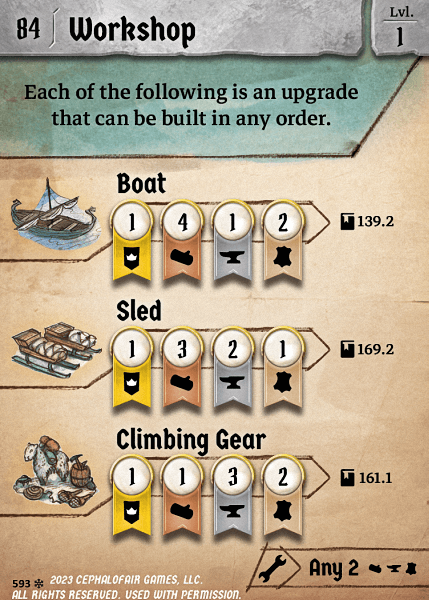 84 Workshop
Lvl.
1
Each of the following is an upgrade
that can be built in any order.
Boat
1 4 1 2
139.2
Sled
1 3 2 1
169.2
Climbing Gear
1 1 3 2
161.1
Any 2
593 2023 CEPHALOFAIR GAMES, LLC.
ALL RIGHTS RESERVED. USED WITH PERMISSION.